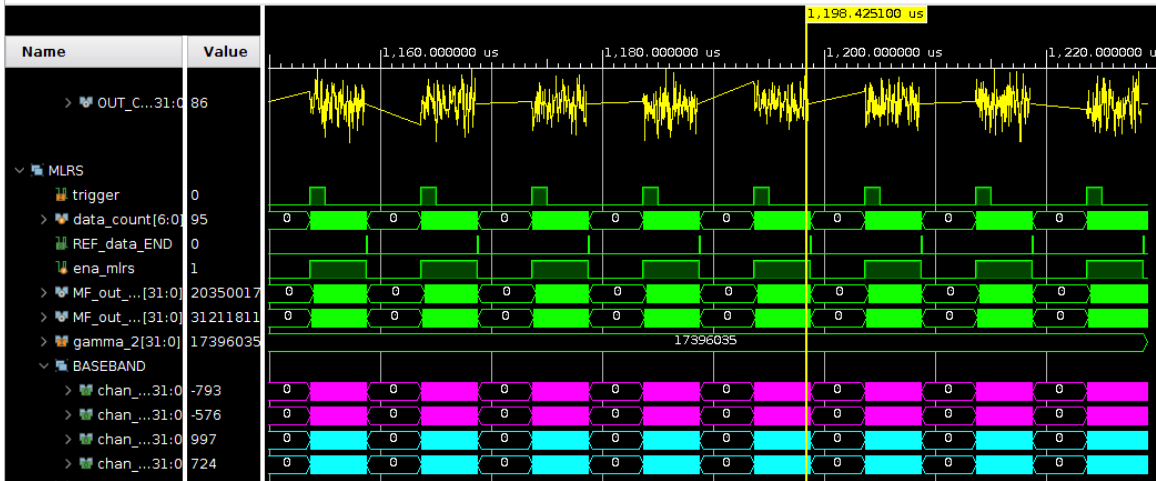 1,198.425100 us
Name Value
1,160.000000 us 1,180.000000 us 1,200.000000 us 1,220.000000 us
OUT_C...31:0 86
MLRS
trigger 0
data_count[6:0] 95 0 0 0 0 0 0 0 0
REF_data_END 0
ena_mlrs 1
MF_out_...[31:0] 20350017 0 0 0 0 0 0 0 0
MF_out_...[31:0] 31211811 0 0 0 0 0 0 0 0
gamma_2[31:0] 17396035 17396035
BASEBAND
chan_...31:0 -793 0 0 0 0 0 0 0 0
chan_...31:0 -576 0 0 0 0 0 0 0 0
chan_...31:0 997 0 0 0 0 0 0 0 0
chan_...31:0 724 0 0 0 0 0 0 0 0